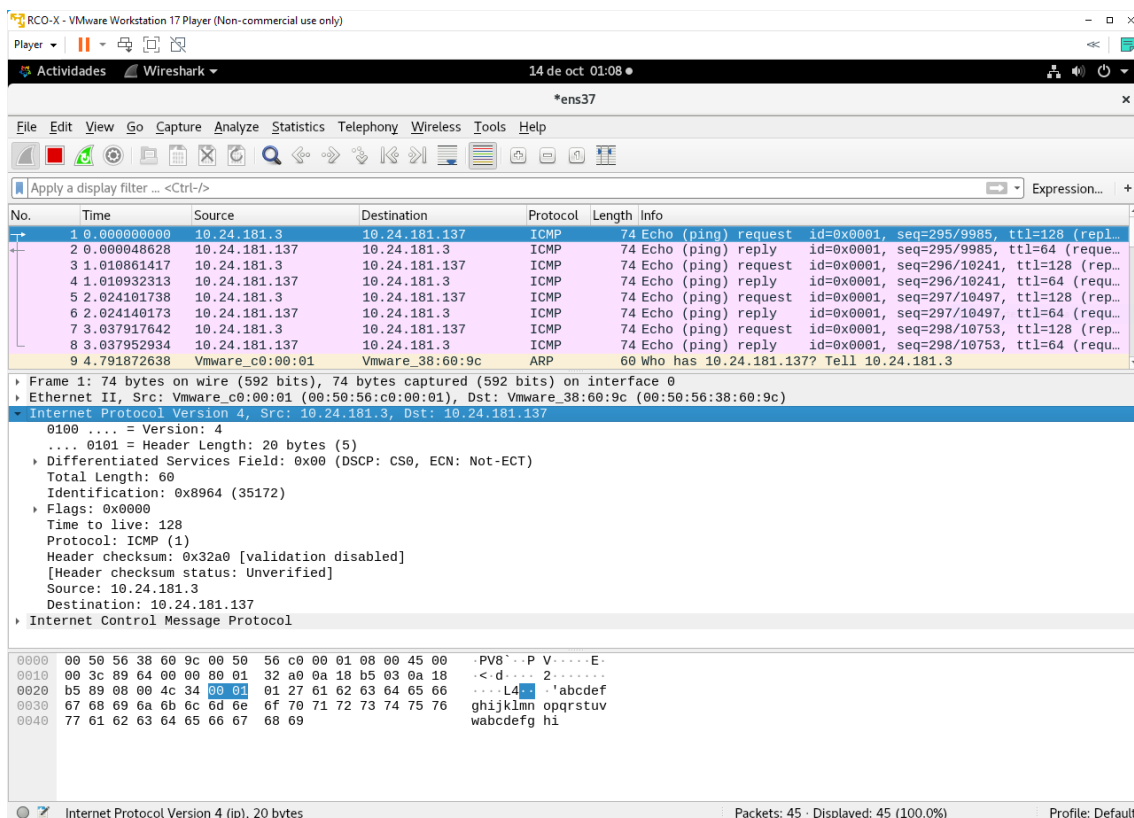 RCO-X - VMware Workstation 17 Player (Non-commercial use only)
Player
Actividades Wireshark 14 de oct 01:08
*ens37
File Edit View Go Capture Analyze Statistics Telephony Wireless Tools Help
Apply a display filter ... <Ctrl-/> Expression... +
No. Time Source Destination Protocol Length Info
1 0.000000000 10.24.181.3 10.24.181.137 ICMP 74 Echo (ping) request id=0x0001, seq=295/9985, ttl=128 (repl…
2 0.000048628 10.24.181.137 10.24.181.3 ICMP 74 Echo (ping) reply id=0x0001, seq=295/9985, ttl=64 (reque…
3 1.010861417 10.24.181.3 10.24.181.137 ICMP 74 Echo (ping) request id=0x0001, seq=296/10241, ttl=128 (rep…
4 1.010932313 10.24.181.137 10.24.181.3 ICMP 74 Echo (ping) reply id=0x0001, seq=296/10241, ttl=64 (requ…
5 2.024101738 10.24.181.3 10.24.181.137 ICMP 74 Echo (ping) request id=0x0001, seq=297/10497, ttl=128 (rep…
6 2.024140173 10.24.181.137 10.24.181.3 ICMP 74 Echo (ping) reply id=0x0001, seq=297/10497, ttl=64 (requ…
7 3.037917642 10.24.181.3 10.24.181.137 ICMP 74 Echo (ping) request id=0x0001, seq=298/10753, ttl=128 (rep…
8 3.037952934 10.24.181.137 10.24.181.3 ICMP 74 Echo (ping) reply id=0x0001, seq=298/10753, ttl=64 (requ…
9 4.791872638 Vmware_c0:00:01 Vmware_38:60:9c ARP 60 Who has 10.24.181.137? Tell 10.24.181.3
Frame 1: 74 bytes on wire (592 bits), 74 bytes captured (592 bits) on interface 0
Ethernet II, Src: Vmware_c0:00:01 (00:50:56:c0:00:01), Dst: Vmware_38:60:9c (00:50:56:38:60:9c)
Internet Protocol Version 4, Src: 10.24.181.3, Dst: 10.24.181.137
0100 .... = Version: 4
.... 0101 = Header Length: 20 bytes (5)
Differentiated Services Field: 0x00 (DSCP: CS0, ECN: Not-ECT)
Total Length: 60
Identification: 0x8964 (35172)
Flags: 0x0000
Time to live: 128
Protocol: ICMP (1)
Header checksum: 0x32a0 [validation disabled]
[Header checksum status: Unverified]
Source: 10.24.181.3
Destination: 10.24.181.137
Internet Control Message Protocol
0000 00 50 56 38 60 9c 00 50 56 c0 00 01 08 00 45 00 ·PV8`··P V·····E·
0010 00 3c 89 64 00 00 80 01 32 a0 0a 18 b5 03 0a 18 ·<·d···· 2·······
0020 b5 89 08 00 4c 34 00 01 01 27 61 62 63 64 65 66 ····L4·· ·'abcdef
0030 67 68 69 6a 6b 6c 6d 6e 6f 70 71 72 73 74 75 76 ghijklmn opqrstuv
0040 77 61 62 63 64 65 66 67 68 69 wabcdefg hi
Internet Protocol Version 4 (ip), 20 bytes Packets: 45 · Displayed: 45 (100.0%) Profile: Default